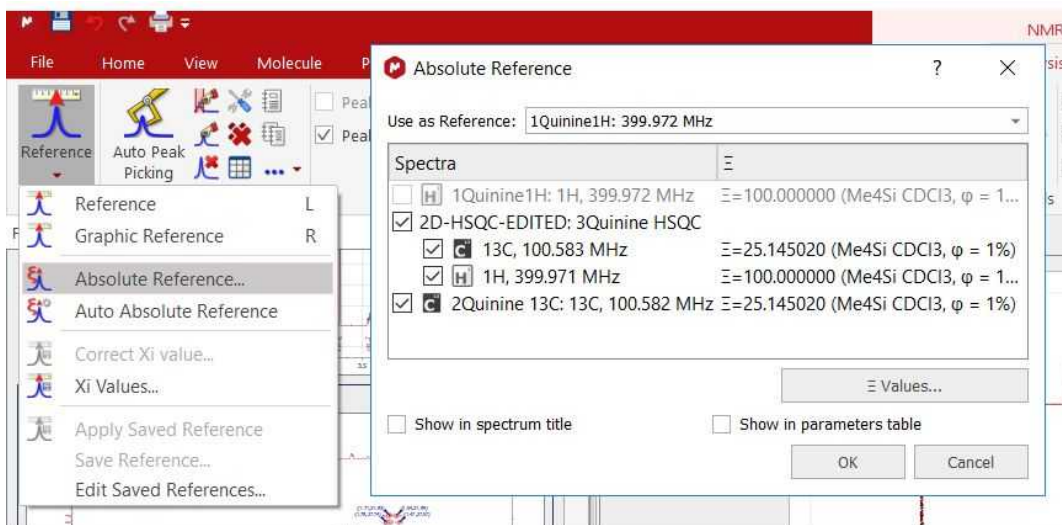 NMR
File Home View Molecule P
Absolute Reference ? ×
sis
Reference
Auto Peak Picking
Peal
Peal
Use as Reference: 1Quinine1H: 399.972 MHz
Spectra Ξ
H 1Quinine1H: 1H, 399.972 MHz Ξ=100.000000 (Me4Si CDCl3, φ = 1...
2D-HSQC-EDITED: 3Quinine HSQC
C 13C, 100.583 MHz Ξ=25.145020 (Me4Si CDCl3, φ = 1%)
H 1H, 399.971 MHz Ξ=100.000000 (Me4Si CDCl3, φ = 1...
C 2Quinine 13C: 13C, 100.582 MHz Ξ=25.145020 (Me4Si CDCl3, φ = 1%)
Ξ Values...
Show in spectrum title Show in parameters table
OK Cancel
Reference L
Graphic Reference R
Absolute Reference...
Auto Absolute Reference
Correct Xi value...
Xi Values...
Apply Saved Reference
Save Reference...
Edit Saved References...
s
F